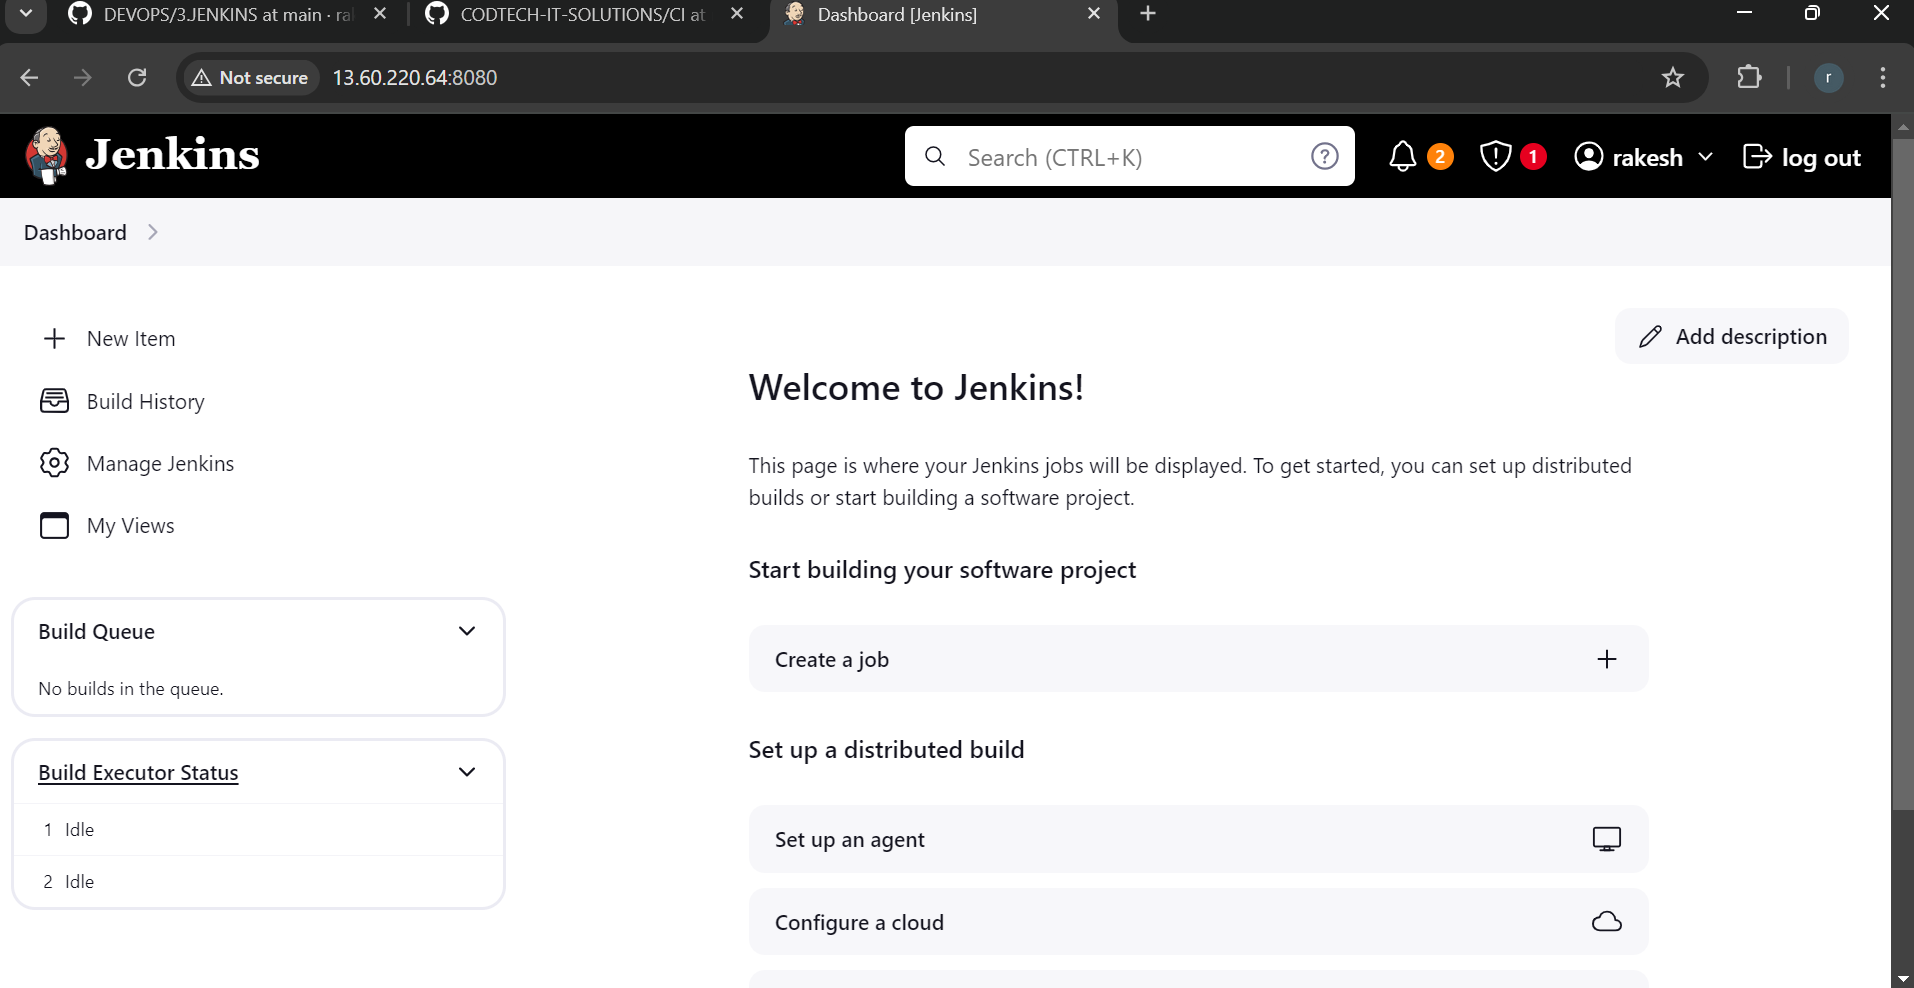 DEVOPS/3.JENKINS at main · ra
CODTECH-IT-SOLUTIONS/CI at
Dashboard [Jenkins]
Not secure
13.60.220.64:8080
r
Jenkins
Search (CTRL+K)
?
2
1
rakesh
log out
Dashboard
New Item
Build History
Manage Jenkins
My Views
Build Queue
No builds in the queue.
Build Executor Status
1 Idle
2 Idle
Add description
Welcome to Jenkins!
This page is where your Jenkins jobs will be displayed. To get started, you can set up distributed
builds or start building a software project.
Start building your software project
Create a job
Set up a distributed build
Set up an agent
Configure a cloud